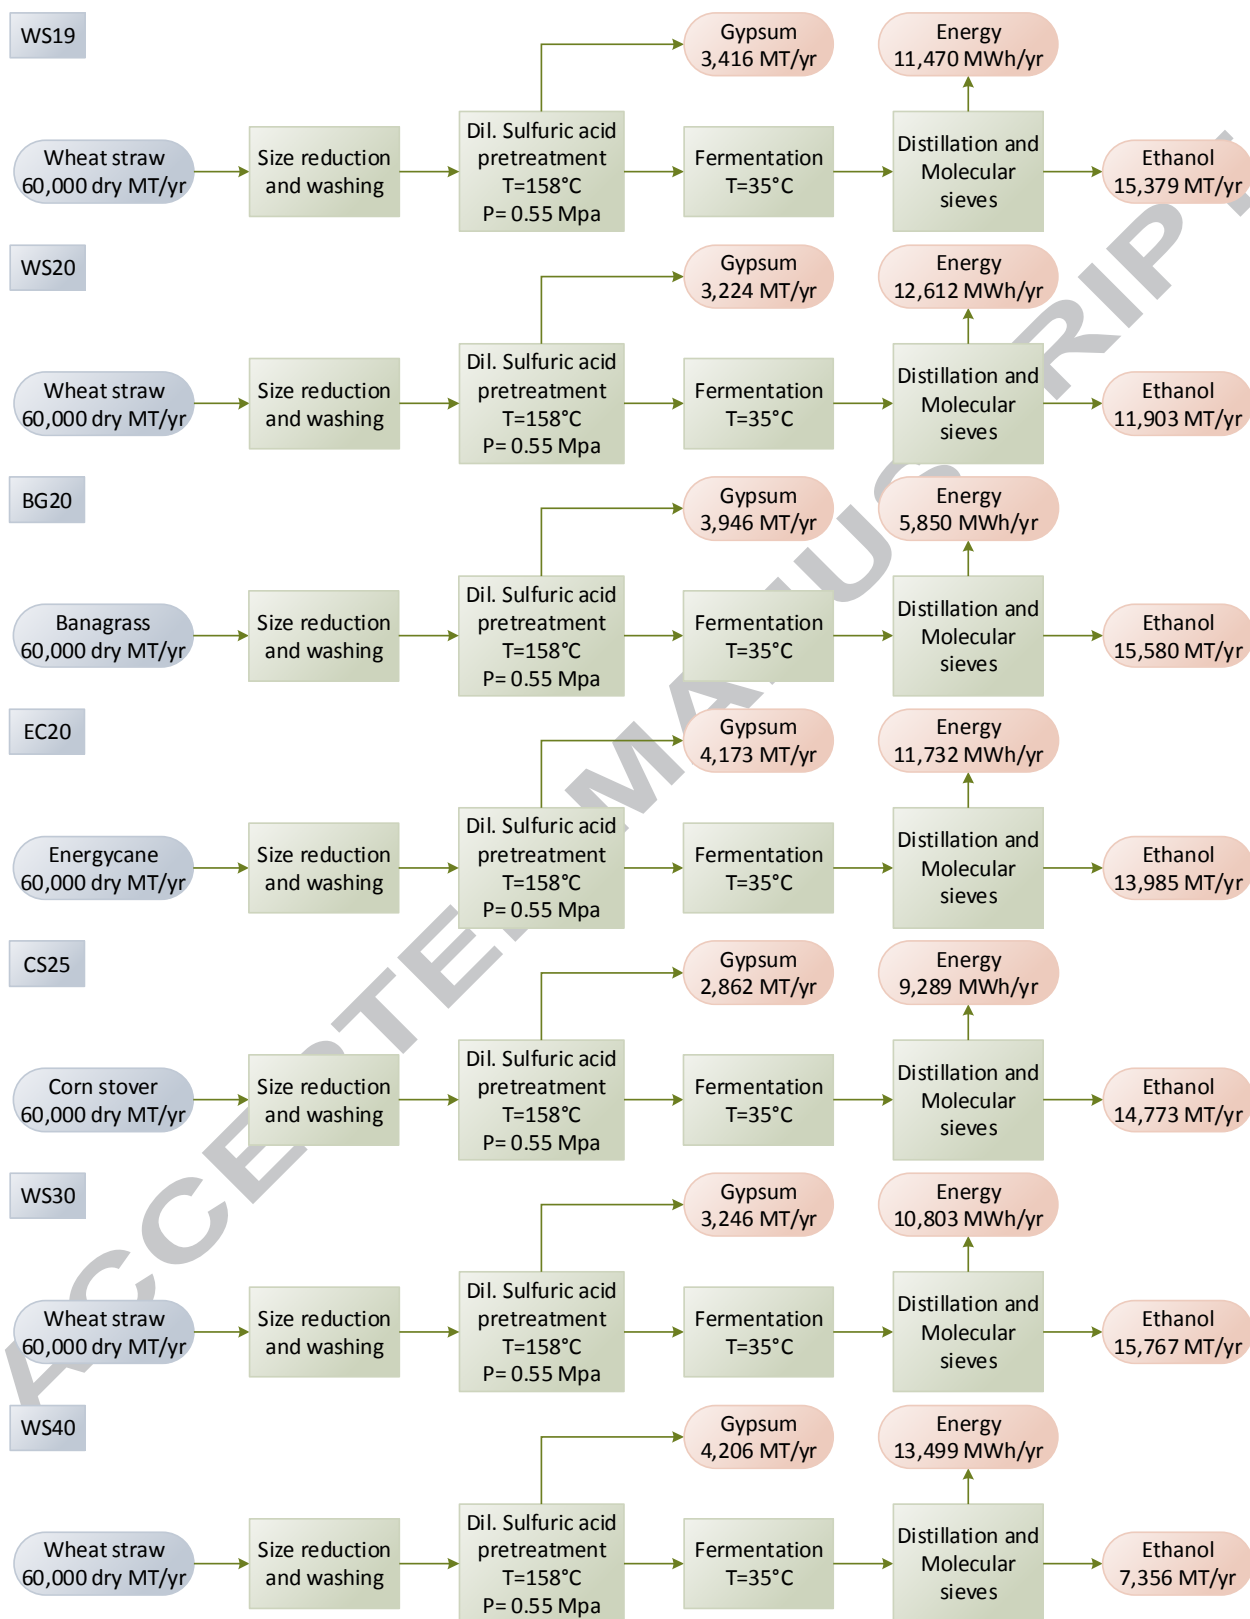 WS19
Gypsum
3,416 MT/yr
Energy
11,470 MWh/yr
Wheat straw
60,000 dry MT/yr
Size reduction
and washing
Dil. Sulfuric acid
pretreatment
T=158°C
P= 0.55 Mpa
Fermentation
T=35°C
Distillation and
Molecular
sieves
Ethanol
15,379 MT/yr
WS20
Gypsum
3,224 MT/yr
Energy
12,612 MWh/yr
Wheat straw
60,000 dry MT/yr
Size reduction
and washing
Dil. Sulfuric acid
pretreatment
T=158°C
P= 0.55 Mpa
Fermentation
T=35°C
Distillation and
Molecular
sieves
Ethanol
11,903 MT/yr
BG20
Gypsum
3,946 MT/yr
Energy
5,850 MWh/yr
Banagrass
60,000 dry MT/yr
Size reduction
and washing
Dil. Sulfuric acid
pretreatment
T=158°C
P= 0.55 Mpa
Fermentation
T=35°C
Distillation and
Molecular
sieves
Ethanol
15,580 MT/yr
EC20
Gypsum
4,173 MT/yr
Energy
11,732 MWh/yr
Energycane
60,000 dry MT/yr
Size reduction
and washing
Dil. Sulfuric acid
pretreatment
T=158°C
P= 0.55 Mpa
Fermentation
T=35°C
Distillation and
Molecular
sieves
Ethanol
13,985 MT/yr
CS25
Gypsum
2,862 MT/yr
Energy
9,289 MWh/yr
Corn stover
60,000 dry MT/yr
Size reduction
and washing
Dil. Sulfuric acid
pretreatment
T=158°C
P= 0.55 Mpa
Fermentation
T=35°C
Distillation and
Molecular
sieves
Ethanol
14,773 MT/yr
WS30
Gypsum
3,246 MT/yr
Energy
10,803 MWh/yr
Wheat straw
60,000 dry MT/yr
Size reduction
and washing
Dil. Sulfuric acid
pretreatment
T=158°C
P= 0.55 Mpa
Fermentation
T=35°C
Distillation and
Molecular
sieves
Ethanol
15,767 MT/yr
WS40
Gypsum
4,206 MT/yr
Energy
13,499 MWh/yr
Wheat straw
60,000 dry MT/yr
Size reduction
and washing
Dil. Sulfuric acid
pretreatment
T=158°C
P= 0.55 Mpa
Fermentation
T=35°C
Distillation and
Molecular
sieves
Ethanol
7,356 MT/yr
ACCEPTED MANUSCRIPT